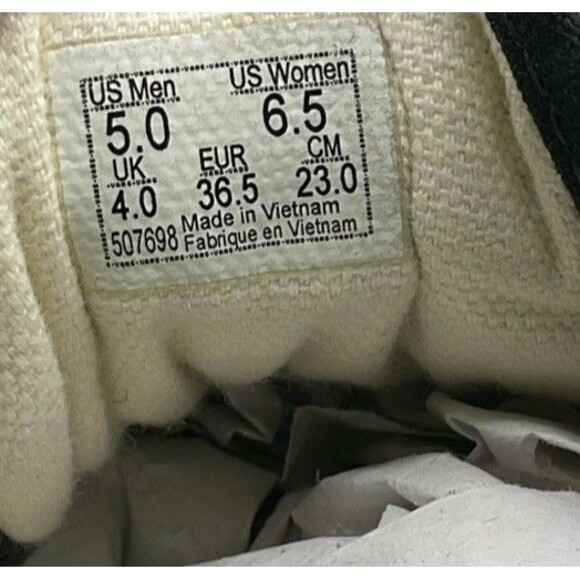 US Men US Women
5.0 6.5
UK EUR CM
4.0 36.5 23.0
Made in Vietnam
507698 Fabrique en Vietnam